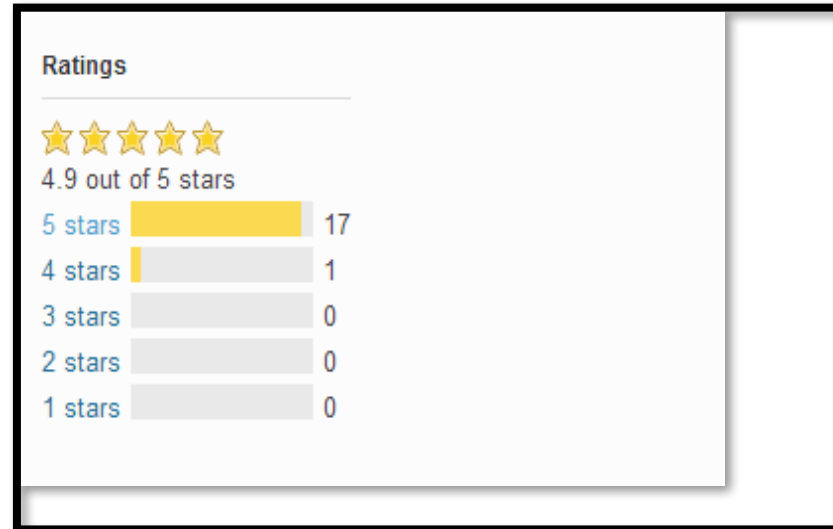 Ratings
4.9 out of 5 stars
5 stars 17
4 stars 1
3 stars 0
2 stars 0
1 stars 0